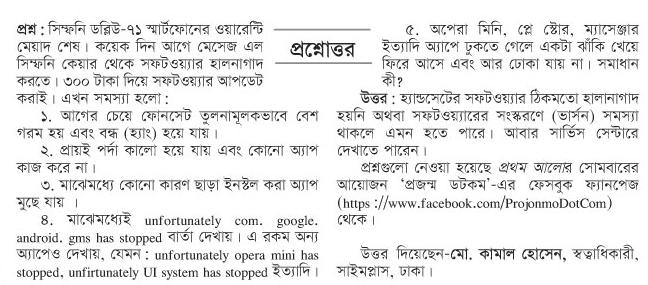 প্রশ্ন : সিম্ফনি ডব্লিউ-৭১ স্মার্টফোনের ওয়ারেন্টি
মেয়াদ শেষ। কয়েক দিন আগে মেসেজ এল
সিম্ফনি কেয়ার থেকে সফটওয়্যার হালনাগাদ
করতে। ৩০০ টাকা দিয়ে সফটওয়্যার আপডেট
করাই। এখন সমস্যা হলো :
১. আগের চেয়ে ফোনসেট তুলনামূলকভাবে বেশ
গরম হয় এবং বন্ধ (হ্যাং) হয়ে যায়।
২. প্রায়ই পর্দা কালো হয়ে যায় এবং কোনো অ্যাপ
কাজ করে না।
৩. মাঝেমধ্যে কোনো কারণ ছাড়া ইনস্টল করা অ্যাপ
মুছে যায় ।
৪. মাঝেমধ্যেই unfortunately com. google.
android. gms has stopped বার্তা দেখায়। এ রকম অন্য
অ্যাপেও দেখায়, যেমন : unfortunately opera mini has
stopped, unfirtunately UI system has stopped ইত্যাদি।
প্রশ্নোত্তর
৫. অপেরা মিনি, প্লে স্টোর, ম্যাসেঞ্জার
ইত্যাদি অ্যাপে ঢুকতে গেলে একটা ঝাঁকি খেয়ে
ফিরে আসে এবং আর ঢোকা যায় না। সমাধান
কী?
উত্তর : হ্যান্ডসেটের সফটওয়্যার ঠিকমতো হালানাগাদ
হয়নি অথবা সফটওয়্যারের সংস্করণে (ভার্সন) সমস্যা
থাকলে এমন হতে পারে। আবার সার্ভিস সেন্টারে
দেখাতে পারেন।
প্রশ্নগুলো নেওয়া হয়েছে প্রথম আলোর সোমবারের
আয়োজন ‘প্রজন্ম ডটকম’-এর ফেসবুক ফ্যানপেজ
(https ://www.facebook.com/ProjonmoDotCom)
থেকে।
উত্তর দিয়েছেন-মো. কামাল হোসেন, স্বত্বাধিকারী,
সাইমপ্লাস, ঢাকা।